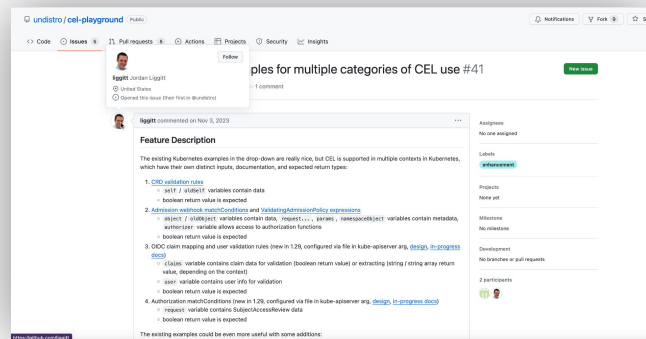 undistro / cel-playground Public
Notifications
Fork 0
Code
Issues 5
Pull requests 5
Actions
Projects
Security
Insights
Follow
liggitt Jordan Liggitt
United States
Opened this issue (their first in @undistro)
ples for multiple categories of CEL use #41
New issue
· 1 comment
liggitt commented on Nov 3, 2023
Feature Description
The existing Kubernetes examples in the drop-down are really nice, but CEL is supported in multiple contexts in Kubernetes,
which have their own distinct inputs, documentation, and expected return types:
1. CRD validation rules
self / oldSelf variables contain data
boolean return value is expected
2. Admission webhook matchConditions and ValidatingAdmissionPolicy expressions
object / oldObject variables contain data, request..., params, namespaceObject variables contain metadata,
authorizer variable allows access to authorization functions
boolean return value is expected
3. OIDC claim mapping and user validation rules (new in 1.29, configured via file in kube-apiserver arg, design, in-progress
docs)
claims variable contains claim data for validation (boolean return value) or extracting (string / string array return
value, depending on the context)
user variable contains user info for validation
boolean return value is expected
4. Authorization matchConditions (new in 1.29, configured via file in kube-apiserver arg, design, in-progress docs)
request variable contains SubjectAccessReview data
boolean return value is expected
The existing examples could be even more useful with some additions:
Assignees
No one assigned
Labels
enhancement
Projects
None yet
Milestone
No milestone
Development
No branches or pull requests
2 participants
https://github.com/liggitt